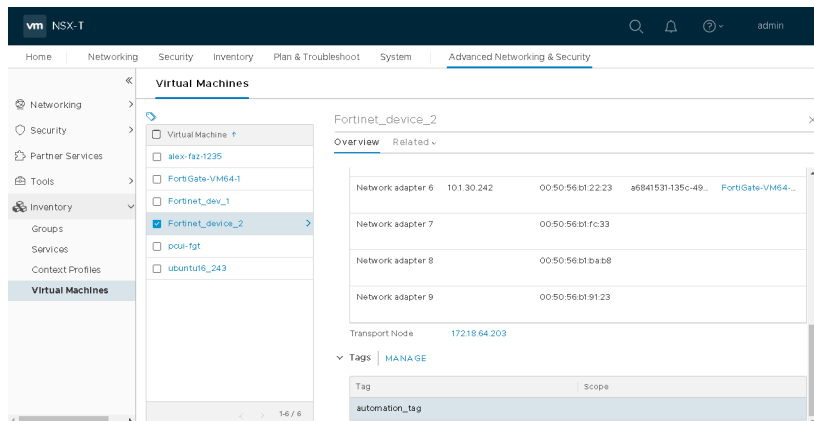 vm NSX-T admin
Home Networking Security Inventory Plan & Troubleshoot System Advanced Networking & Security
Networking
Security
Partner Services
Tools
Inventory
Groups
Services
Context Profiles
Virtual Machines
Virtual Machines
Virtual Machine
alex-faz-1235
FortiGate-VM64-1
Fortinet_dev_1
Fortinet_device_2
pcui-fgt
ubuntu16_243
1-6 / 6
Fortinet_device_2
Overview Related
Network adapter 6 10.1.30.242 00:50:56:b1:22:23 a6841531-135c-49... FortiGate-VM64-...
Network adapter 7 00:50:56:b1:fc:33
Network adapter 8 00:50:56:b1:ba:b8
Network adapter 9 00:50:56:b1:91:23
Transport Node 172.18.64.203
Tags MANAGE
Tag Scope
automation_tag